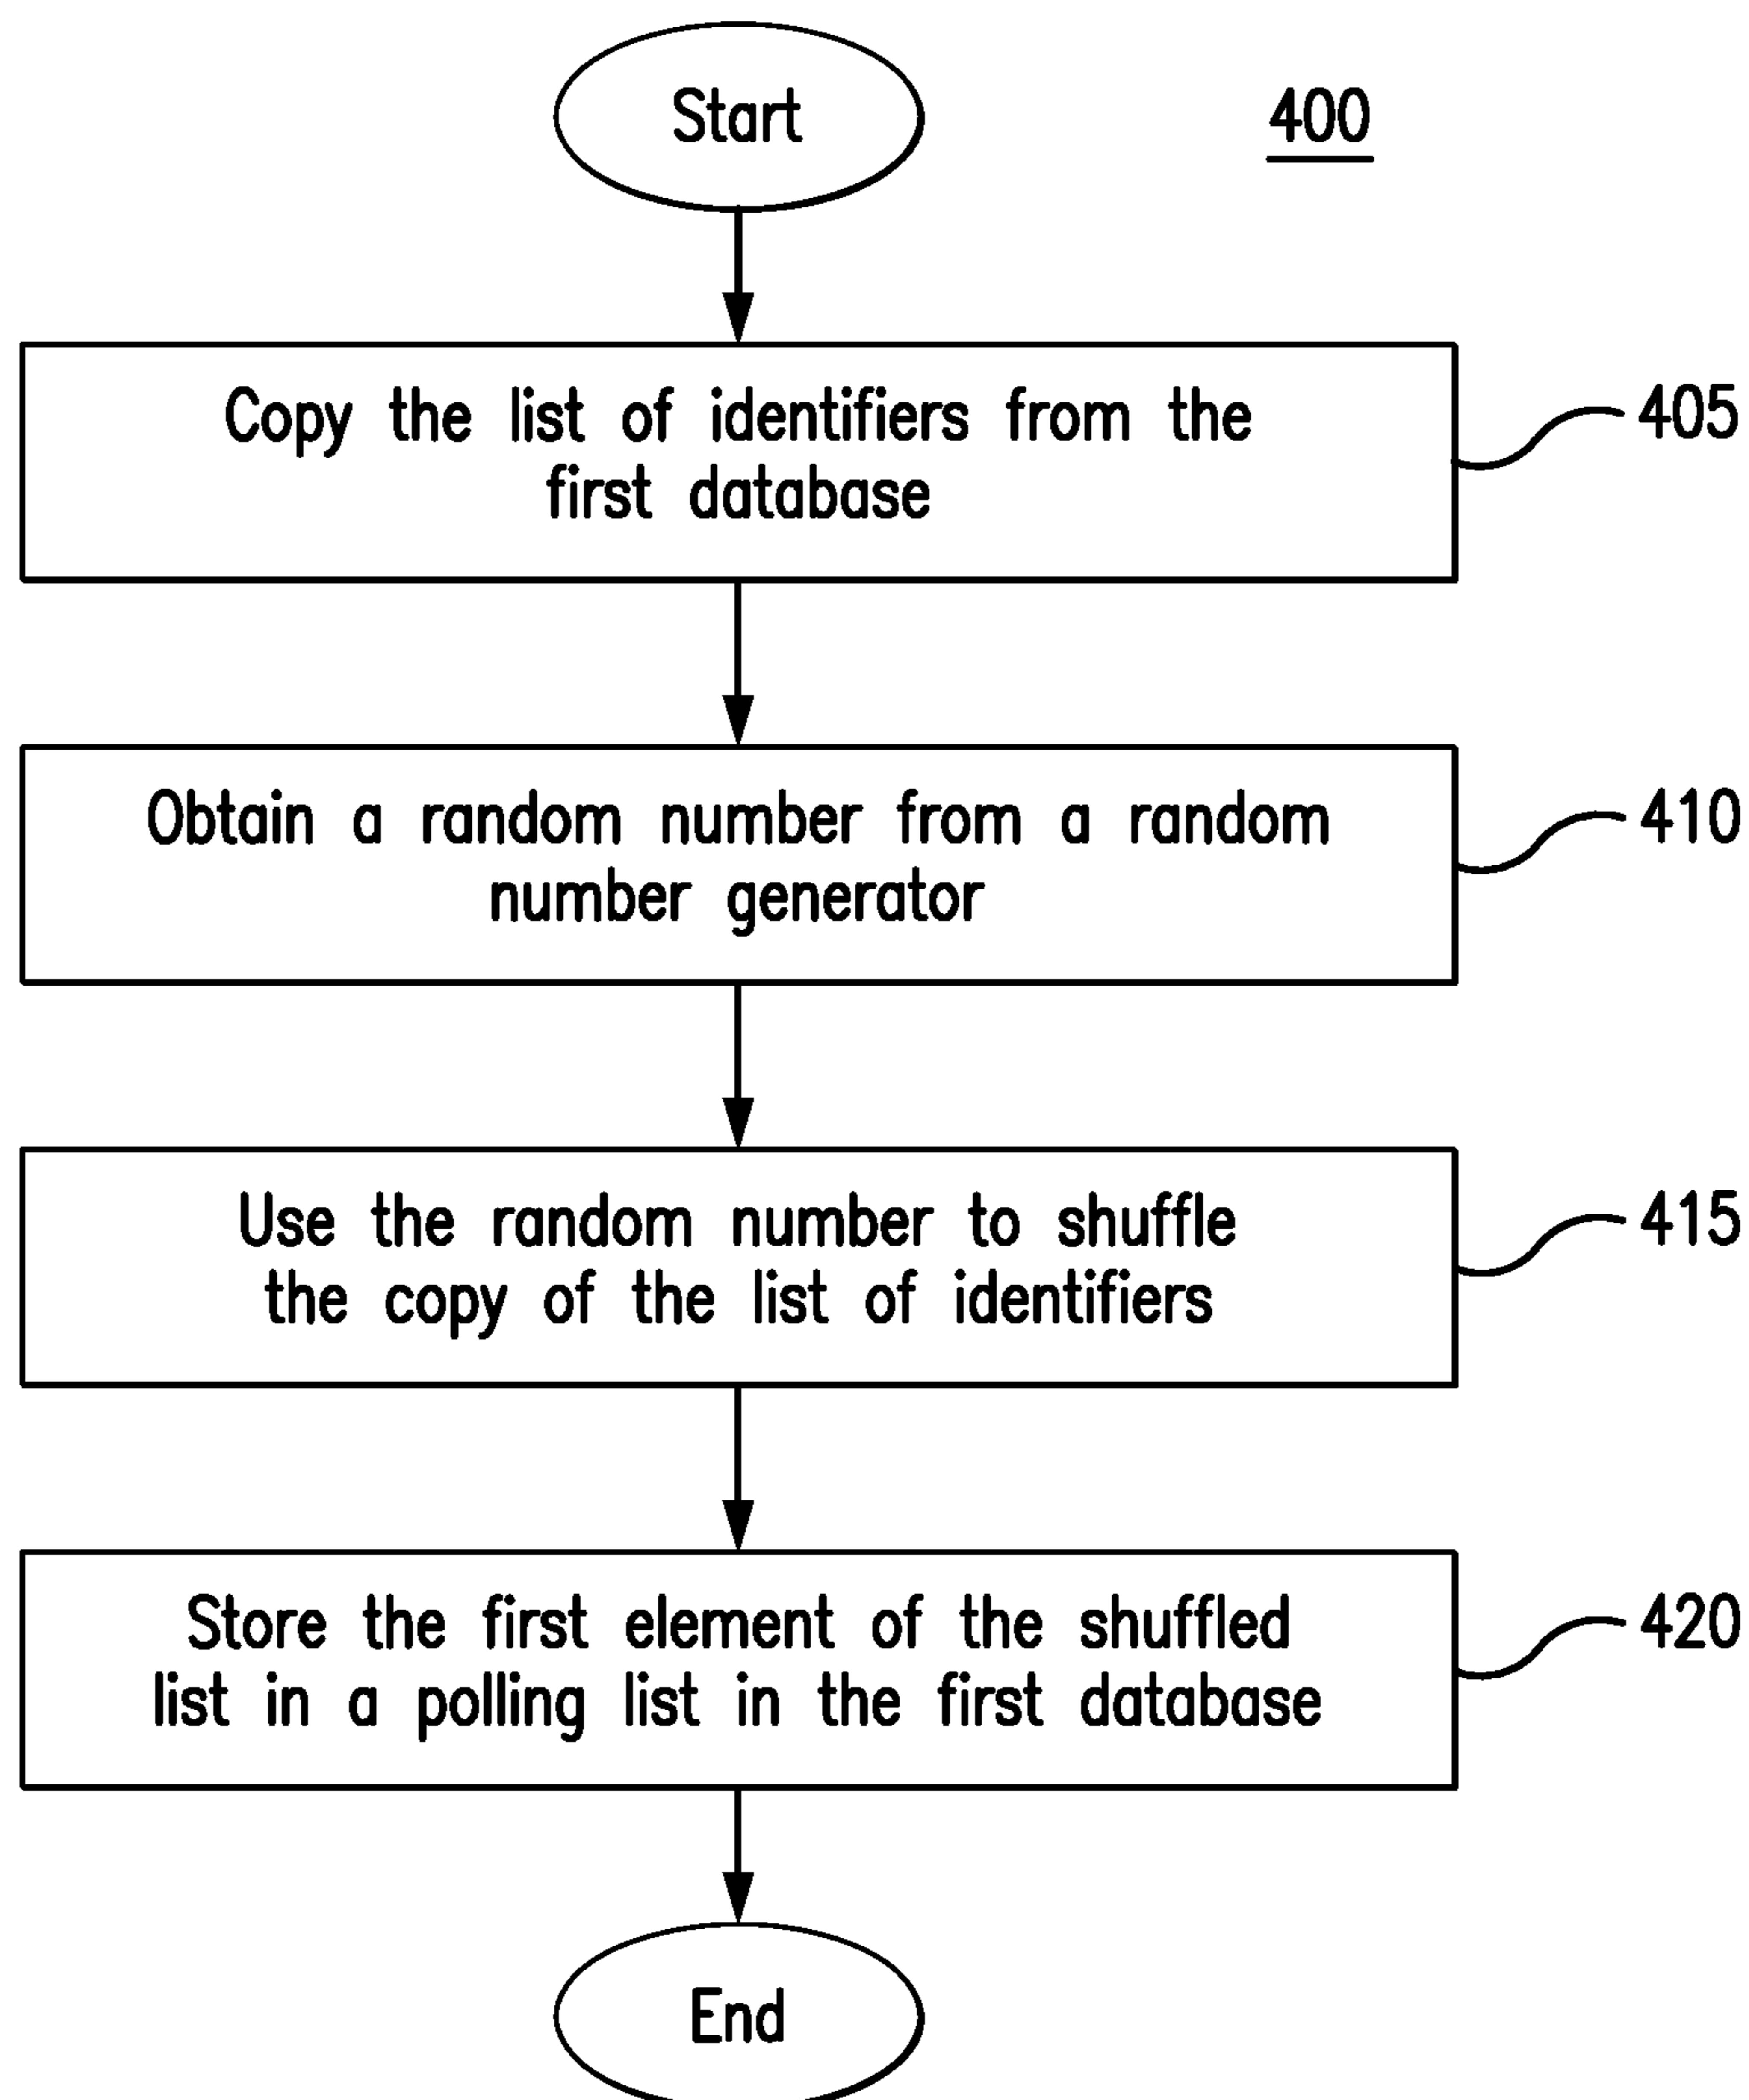 Start
400
Copy the list of identifiers from the
first database
405
Obtain a random number from a random
number generator
410
Use the random number to shuffle
the copy of the list of identifiers
415
Store the first element of the shuffled
list in a polling list in the first database
420
End